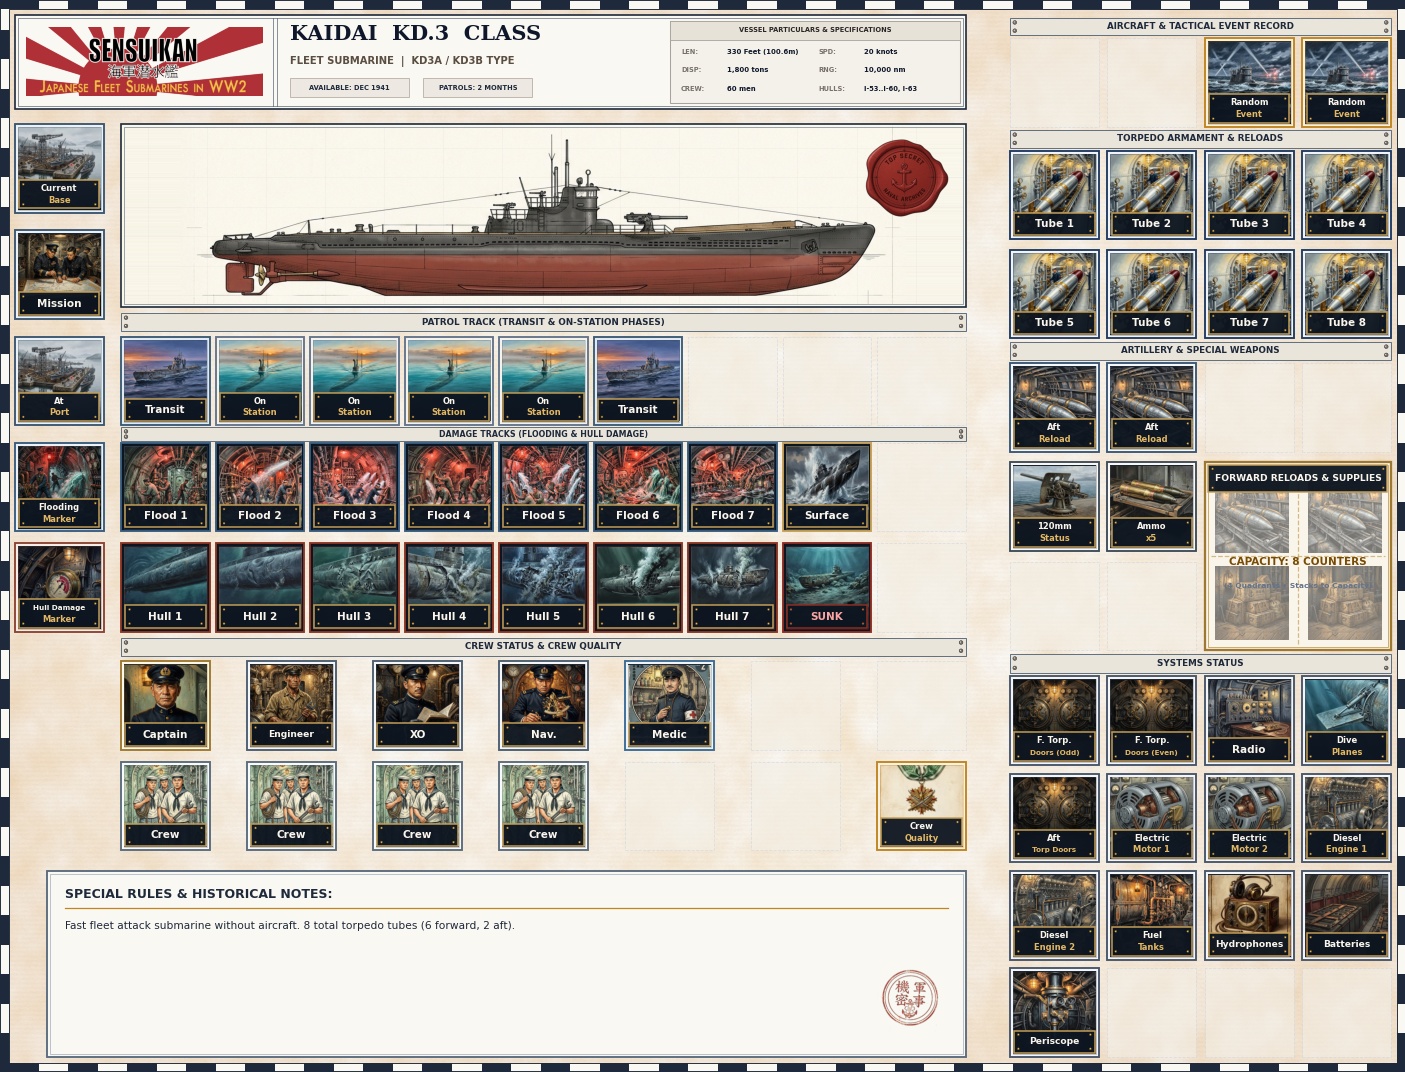 SENSUIKAN
海軍潜水艦
JAPANESE FLEET SUBMARINES IN WW2
KAIDAI KD.3 CLASS
FLEET SUBMARINE | KD3A / KD3B TYPE
AVAILABLE: DEC 1941
PATROLS: 2 MONTHS
VESSEL PARTICULARS & SPECIFICATIONS
LEN: 330 Feet (100.6m) SPD: 20 knots
DISP: 1,800 tons RNG: 10,000 nm
CREW: 60 men HULLS: I-53..I-60, I-63
Current
Base
Mission
At
Port
Flooding
Marker
Hull Damage
Marker
TOP SECRET
NAVAL ARCHIVES
PATROL TRACK (TRANSIT & ON-STATION PHASES)
Transit
On
Station
On
Station
On
Station
On
Station
Transit
DAMAGE TRACKS (FLOODING & HULL DAMAGE)
Flood 1
Flood 2
Flood 3
Flood 4
Flood 5
Flood 6
Flood 7
Surface
Hull 1
Hull 2
Hull 3
Hull 4
Hull 5
Hull 6
Hull 7
SUNK
CREW STATUS & CREW QUALITY
Captain
Engineer
XO
Nav.
Medic
Crew
Crew
Crew
Crew
Crew
Quality
SPECIAL RULES & HISTORICAL NOTES:
Fast fleet attack submarine without aircraft. 8 total torpedo tubes (6 forward, 2 aft).
軍事
機密
AIRCRAFT & TACTICAL EVENT RECORD
Random
Event
Random
Event
TORPEDO ARMAMENT & RELOADS
Tube 1
Tube 2
Tube 3
Tube 4
Tube 5
Tube 6
Tube 7
Tube 8
ARTILLERY & SPECIAL WEAPONS
Aft
Reload
Aft
Reload
120mm
Status
Ammo
x5
FORWARD RELOADS & SUPPLIES
CAPACITY: 8 COUNTERS
Stacks to Capacity
SYSTEMS STATUS
F. Torp.
Doors (Odd)
F. Torp.
Doors (Even)
Radio
Dive
Planes
Aft
Torp Doors
Electric
Motor 1
Electric
Motor 2
Diesel
Engine 1
Diesel
Engine 2
Fuel
Tanks
Hydrophones
Batteries
Periscope